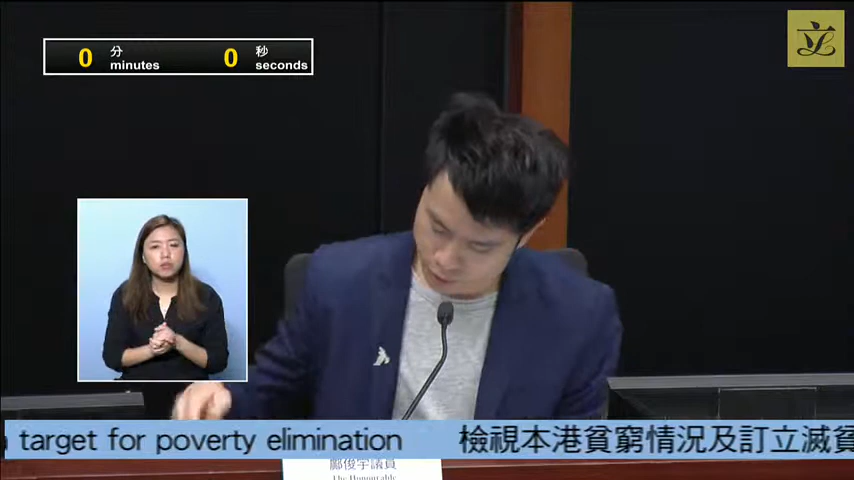 0 分 minutes 0 秒 seconds
立
target for poverty elimination 檢視本港貧窮情況及訂立滅貧
鄺俊宇議員
The Honourable